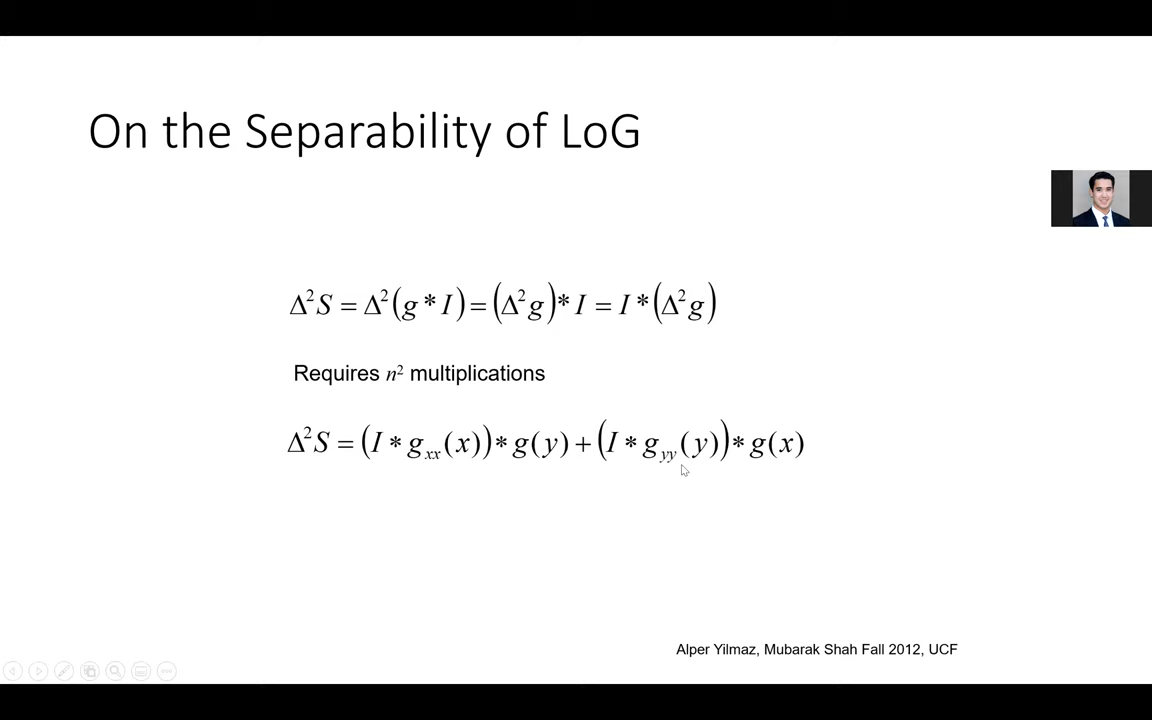 On the Separability of LoG
Δ²S = Δ²(g * I) = (Δ²g) * I = I * (Δ²g)
Requires n² multiplications
Δ²S = (I * g_xx(x)) * g(y) + (I * g_yy(y)) * g(x)
Alper Yilmaz, Mubarak Shah Fall 2012, UCF